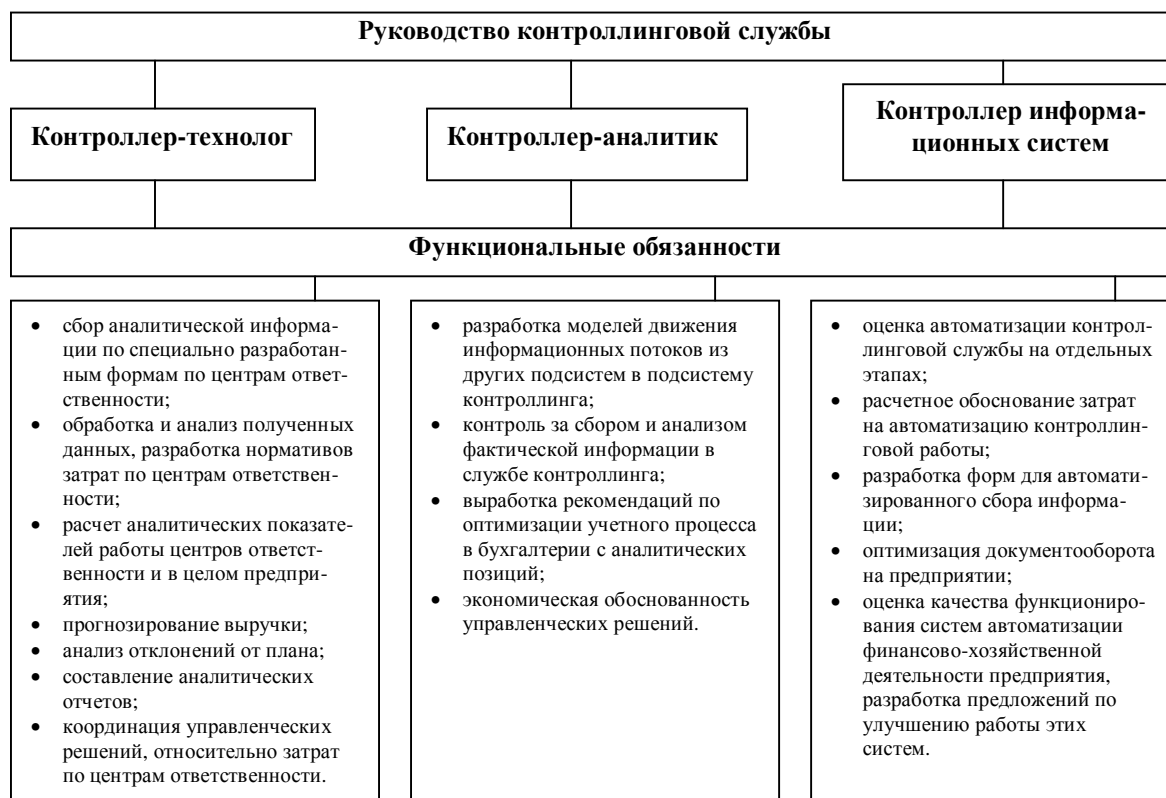 Руководство контроллинговой службы
Контроллер-технолог
Контроллер-аналитик
Контроллер информа-
ционных систем
Функциональные обязанности
• сбор аналитической информа-
ции по специально разработан-
ным формам по центрам ответ-
ственности;
• обработка и анализ полученных
данных, разработка нормативов
затрат по центрам ответствен-
ности;
• расчет аналитических показате-
лей работы центров ответст-
венности и в целом предпри-
ятия;
• прогнозирование выручки;
• анализ отклонений от плана;
• составление аналитических
отчетов;
• координация управленческих
решений, относительно затрат
по центрам ответственности.
• разработка моделей движения
информационных потоков из
других подсистем в подсистему
контроллинга;
• контроль за сбором и анализом
фактической информации в
службе контроллинга;
• выработка рекомендаций по
оптимизации учетного процесса
в бухгалтерии с аналитических
позиций;
• экономическая обоснованность
управленческих решений.
• оценка автоматизации контрол-
линговой службы на отдельных
этапах;
• расчетное обоснование затрат
на автоматизацию контроллин-
говой работы;
• разработка форм для автомати-
зированного сбора информа-
ции;
• оптимизация документооборота
на предприятии;
• оценка качества функциониро-
вания систем автоматизации
финансово-хозяйственной
деятельности предприятия,
разработка предложений по
улучшению работы этих
систем.